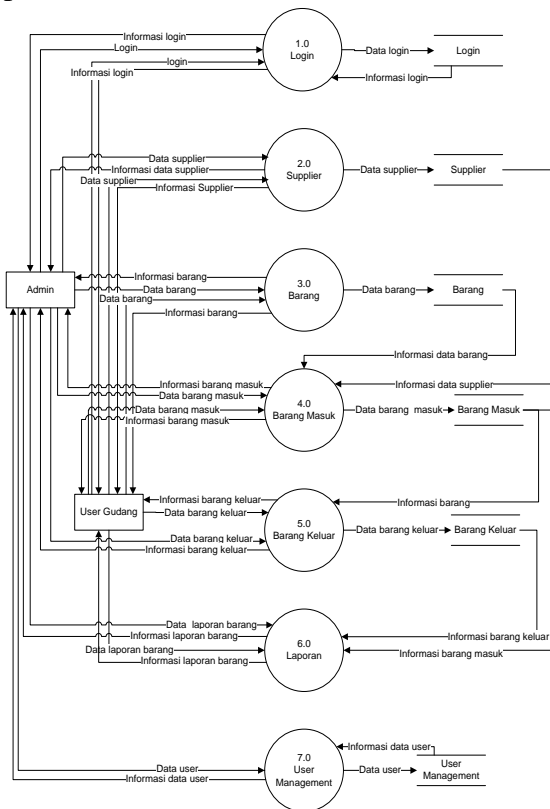 Informasi login
Login
login
Informasi login
1.0
Login
Data login
Login
Informasi login
Data supplier
Informasi data supplier
Data supplier
Informasi Supplier
2.0
Supplier
Data supplier
Supplier
Admin
Informasi barang
Data barang
Data barang
Informasi barang
3.0
Barang
Data barang
Barang
Informasi data barang
Informasi barang masuk
Data barang masuk
Data barang masuk
Informasi barang masuk
4.0
Barang Masuk
Informasi data supplier
Data barang masuk
Barang Masuk
User Gudang
Informasi barang keluar
Data barang keluar
Data barang keluar
Informasi barang keluar
5.0
Barang Keluar
Informasi barang
Data barang keluar
Barang Keluar
Data laporan barang
Informasi laporan barang
Data laporan barang
Informasi laporan barang
6.0
Laporan
Informasi barang keluar
Informasi barang masuk
Data user
Informasi data user
7.0
User
Management
Informasi data user
Data user
User
Management